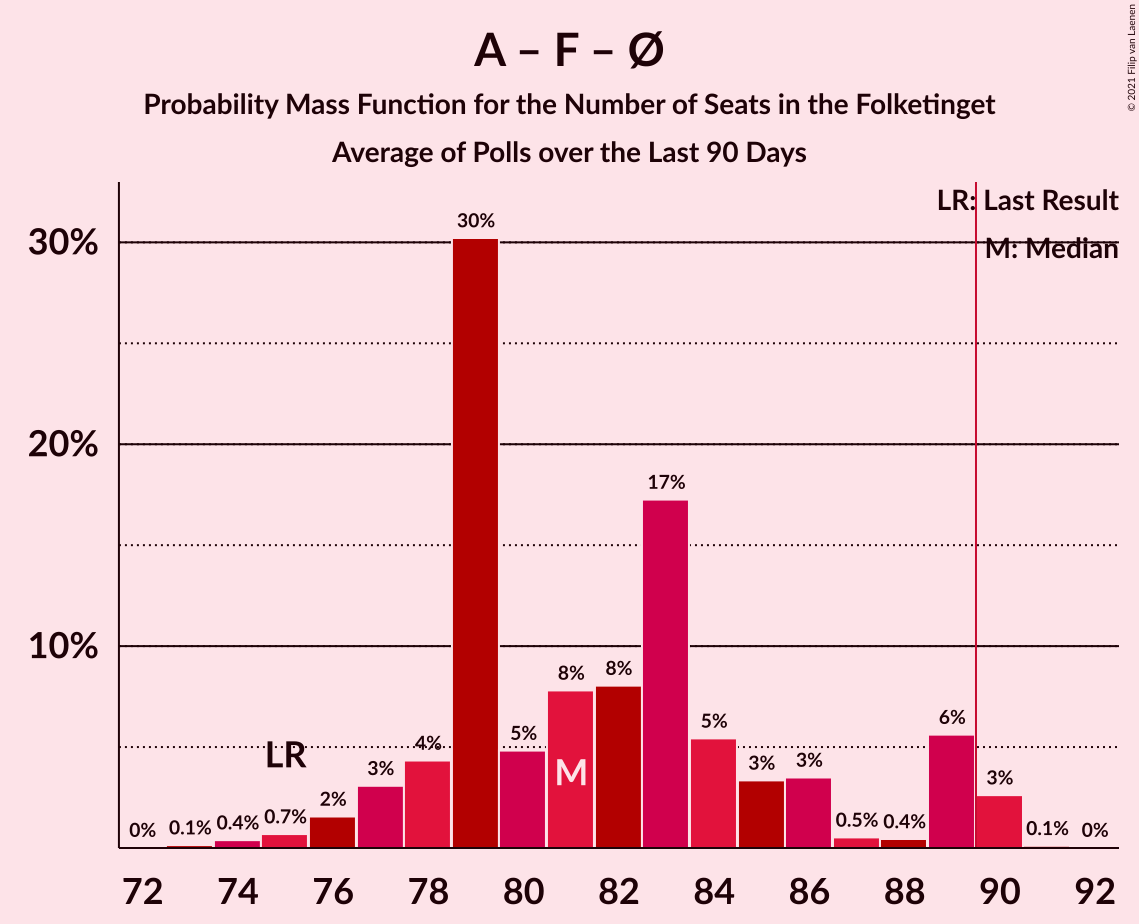 A – F – Ø
Probability Mass Function for the Number of Seats in the Folketinget
Average of Polls over the Last 90 Days
© 2021 Filip van Laenen
LR: Last Result
M: Median
30%
20%
10%
0%
0.1%
0.4%
0.7%
2%
3%
4%
30%
5%
8%
8%
17%
5%
3%
3%
0.5%
0.4%
6%
3%
0.1%
0%
LR
M
72 74 76 78 80 82 84 86 88 90 92